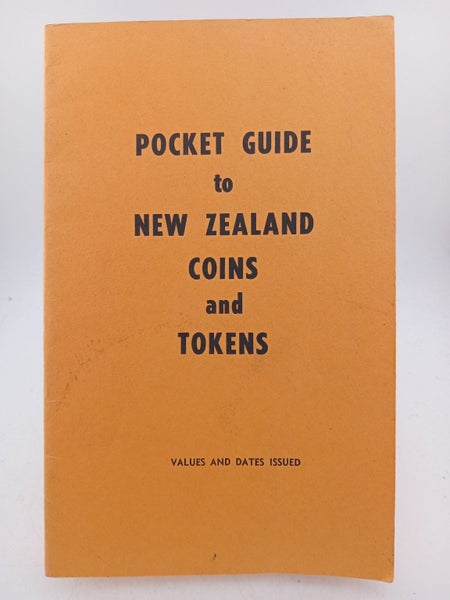 POCKET GUIDE
to
NEW ZEALAND
COINS
and
TOKENS
VALUES AND DATES ISSUED